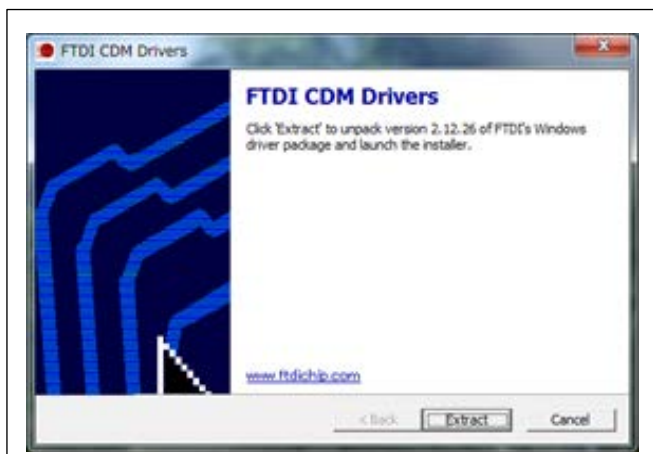 FTDI CDM Drivers
FTDI CDM Drivers
Click 'Extract' to unpack version 2.12.26 of FTDI's Windows
driver package and launch the installer.
www.ftdichip.com
< Back
Extract
Cancel